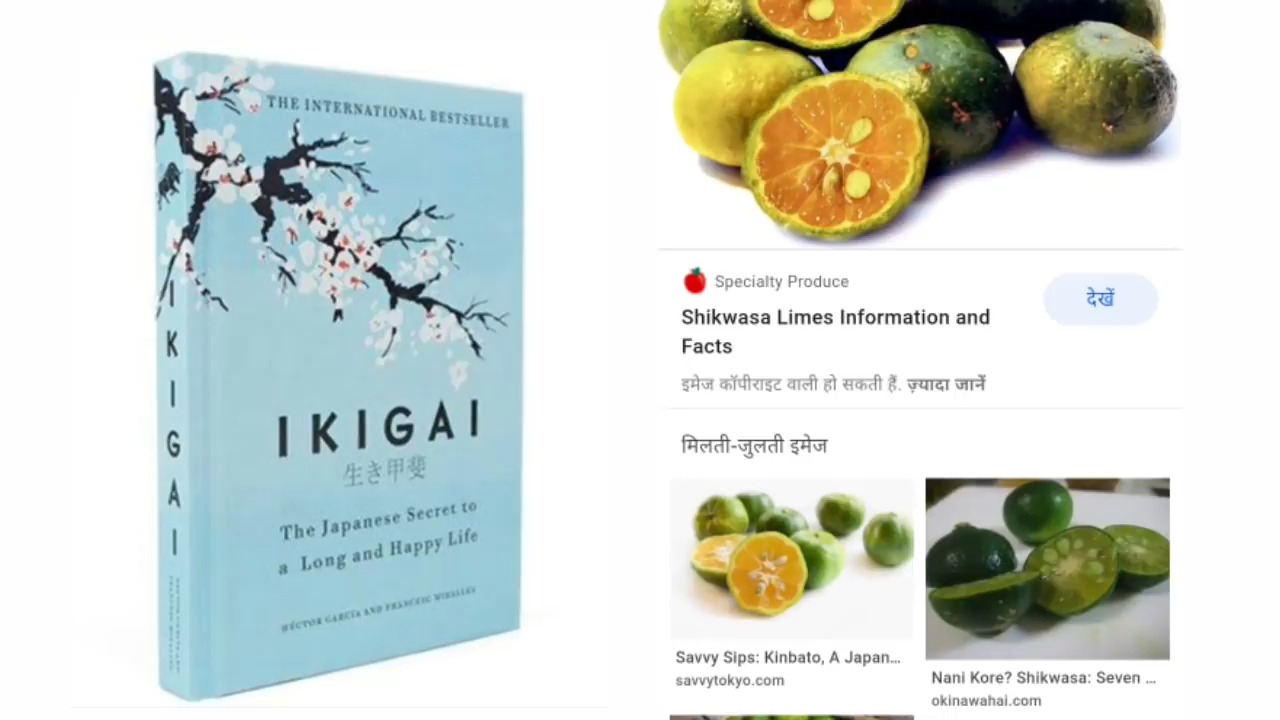 THE INTERNATIONAL BESTSELLER
IKIGAI
IKIGAI
生き甲斐
The Japanese Secret to
a Long and Happy Life
HÉCTOR GARCÍA AND FRANCESC MIRALLES
Specialty Produce
देखें
Shikwasa Limes Information and
Facts
इमेज कॉपीराइट वाली हो सकती हैं. ज़्यादा जानें
मिलती-जुलती इमेज
Savvy Sips: Kinbato, A Japan...
savvytokyo.com
Nani Kore? Shikwasa: Seven ...
okinawahai.com